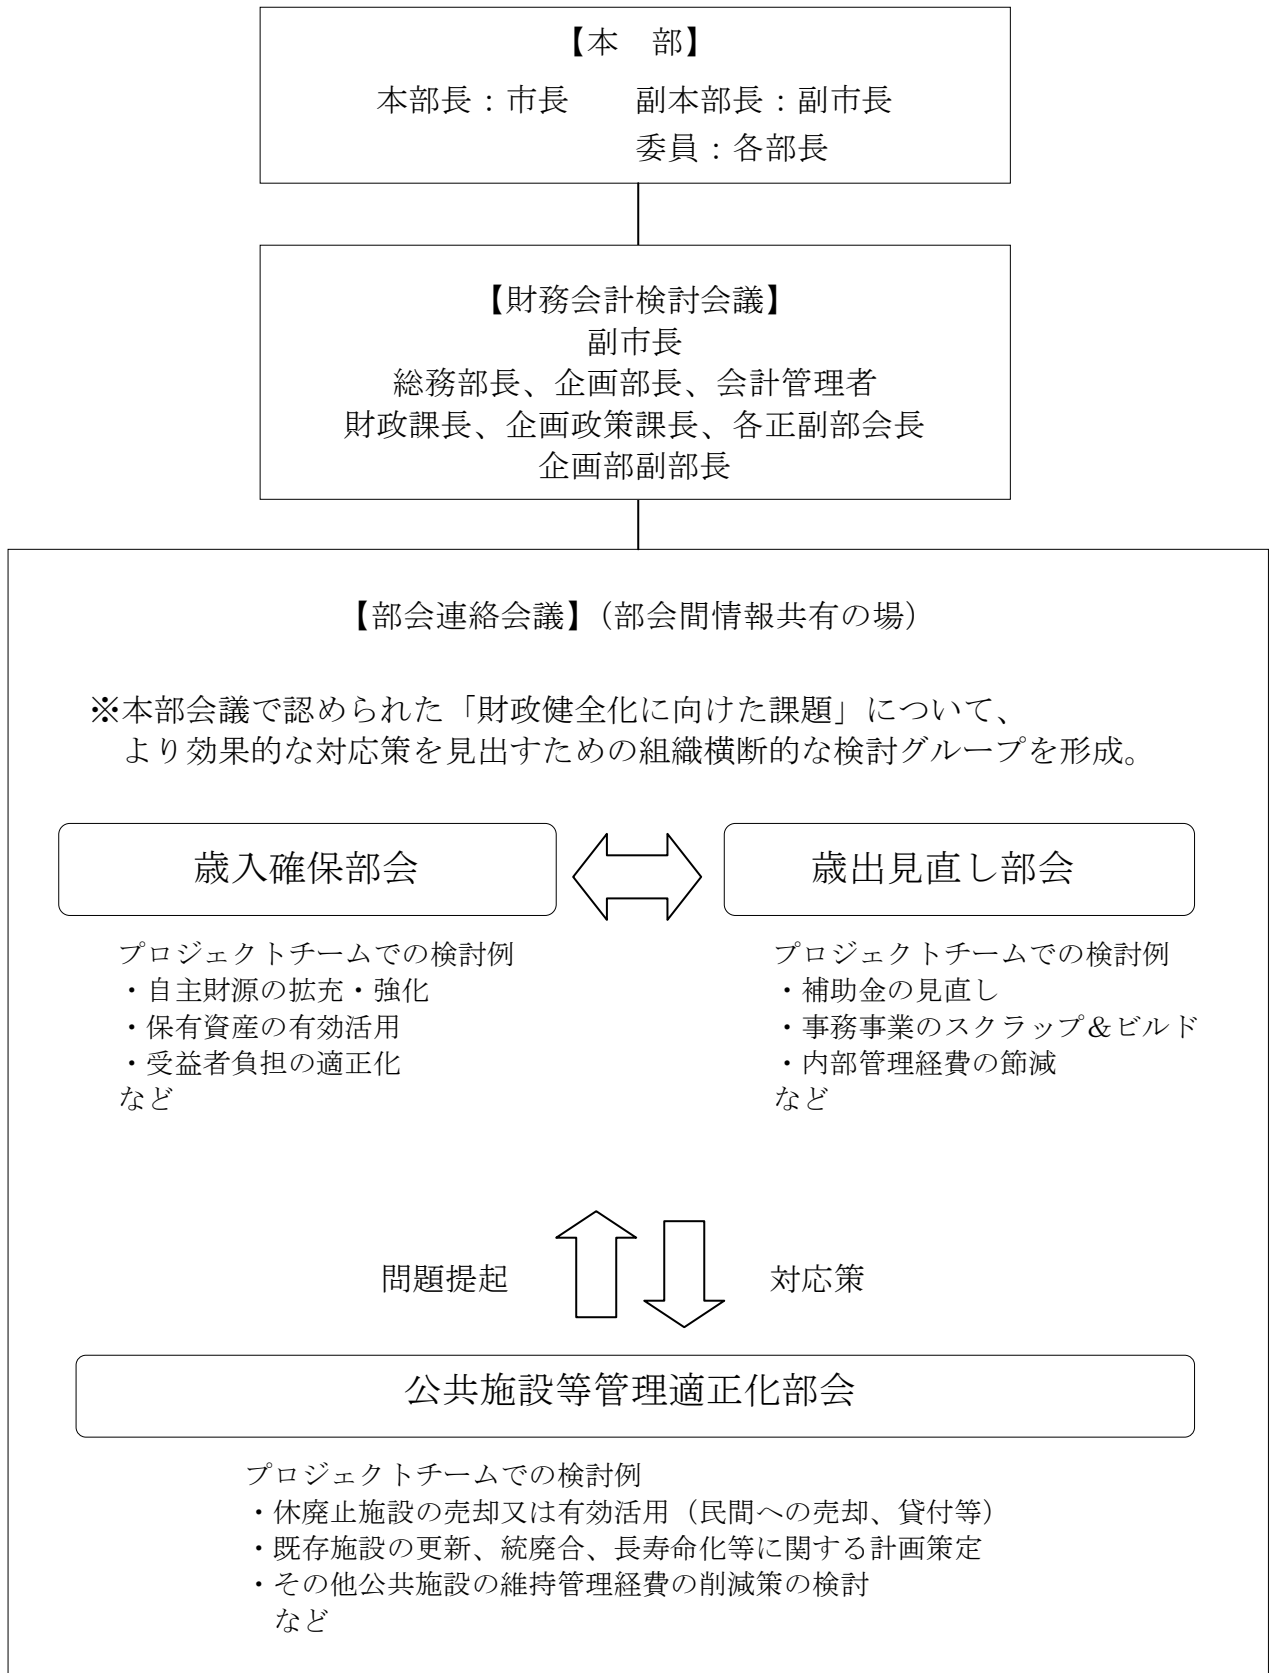 【本　部】
本部長：市長　　副本部長：副市長
委員：各部長
【財務会計検討会議】
副市長
総務部長、企画部長、会計管理者
財政課長、企画政策課長、各正副部会長
企画部副部長
【部会連絡会議】（部会間情報共有の場）
※本部会議で認められた「財政健全化に向けた課題」について、
より効果的な対応策を見出すための組織横断的な検討グループを形成。
歳入確保部会
プロジェクトチームでの検討例
・自主財源の拡充・強化
・保有資産の有効活用
・受益者負担の適正化
など
歳出見直し部会
プロジェクトチームでの検討例
・補助金の見直し
・事務事業のスクラップ＆ビルド
・内部管理経費の節減
など
問題提起
対応策
公共施設等管理適正化部会
プロジェクトチームでの検討例
・休廃止施設の売却又は有効活用（民間への売却、貸付等）
・既存施設の更新、統廃合、長寿命化等に関する計画策定
・その他公共施設の維持管理経費の削減策の検討
など